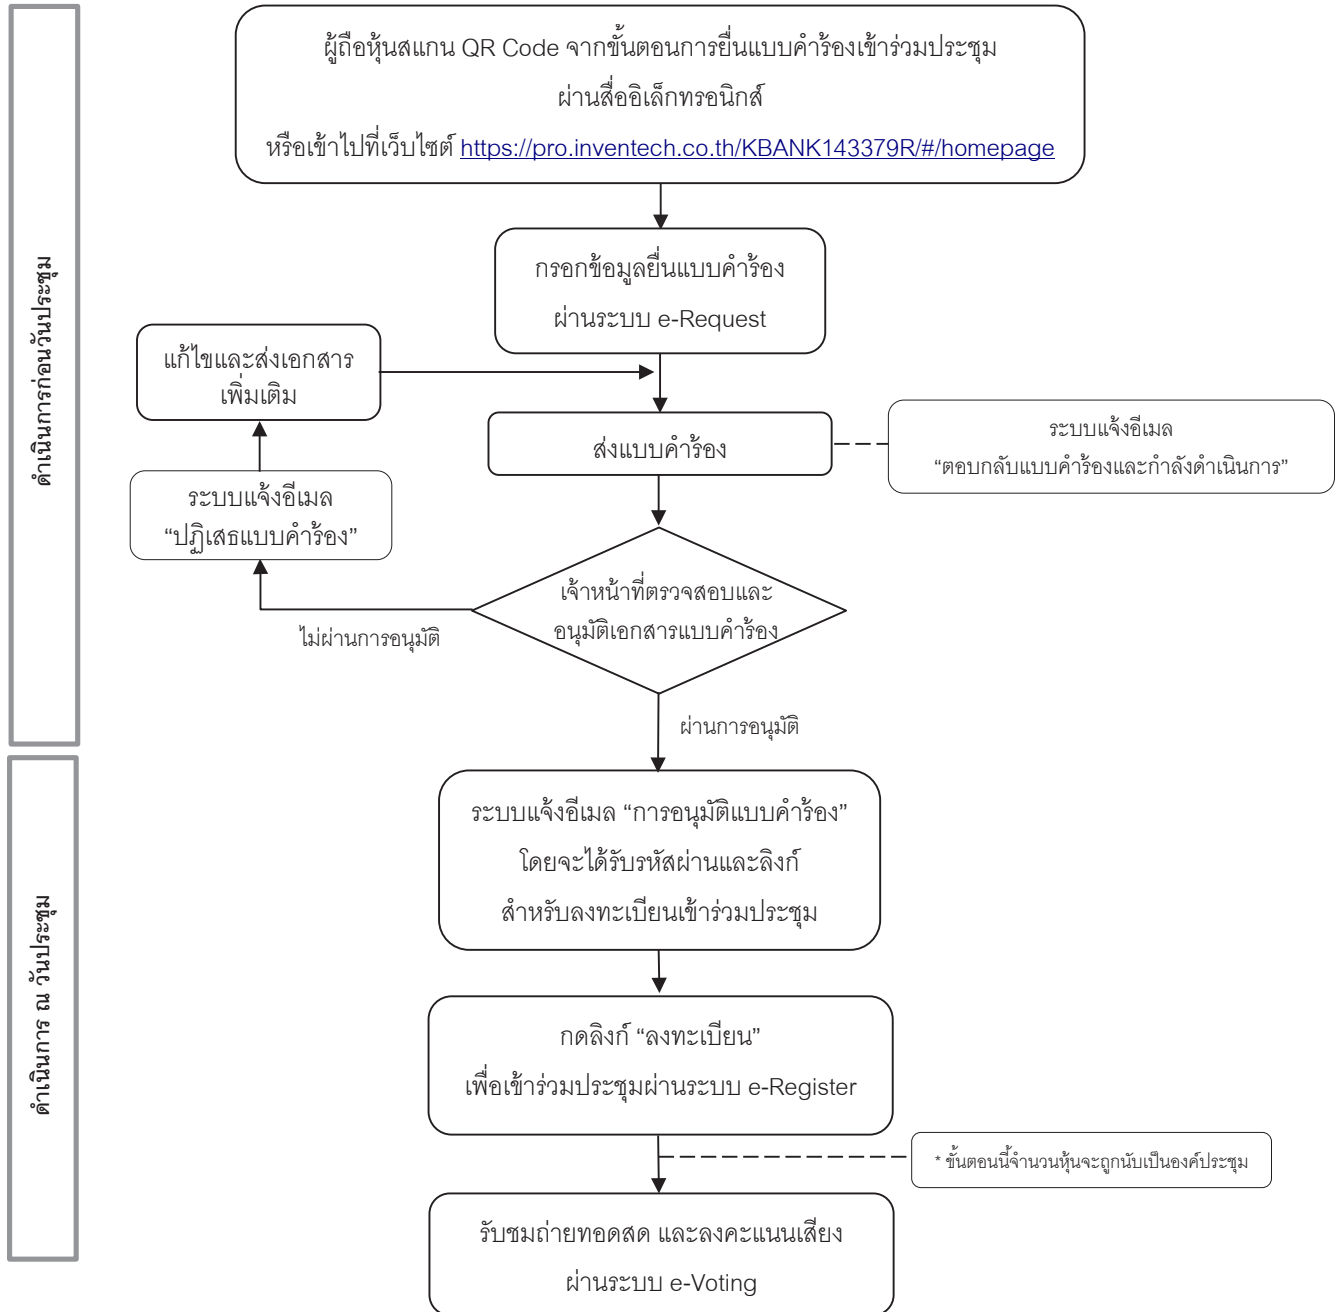 ดำเนินการก่อนวันประชุม
ผู้ถือหุ้นสแกน QR Code จากขั้นตอนการยื่นแบบคำร้องเข้าร่วมประชุม
ผ่านสื่ออิเล็กทรอนิกส์
หรือเข้าไปที่เว็บไซต์ https://pro.inventech.co.th/KBANK143379R/#/homepage
กรอกข้อมูลยื่นแบบคำร้อง
ผ่านระบบ e-Request
แก้ไขและส่งเอกสาร
เพิ่มเติม
ส่งแบบคำร้อง
ระบบแจ้งอีเมล
“ตอบกลับแบบคำร้องและกำลังดำเนินการ”
ระบบแจ้งอีเมล
“ปฏิเสธแบบคำร้อง”
เจ้าหน้าที่ตรวจสอบและ
อนุมัติเอกสารแบบคำร้อง
ไม่ผ่านการอนุมัติ
ผ่านการอนุมัติ
ดำเนินการ ณ วันประชุม
ระบบแจ้งอีเมล “การอนุมัติแบบคำร้อง”
โดยจะได้รับรหัสผ่านและลิงก์
สำหรับลงทะเบียนเข้าร่วมประชุม
กดลิงก์ “ลงทะเบียน”
เพื่อเข้าร่วมประชุมผ่านระบบ e-Register
* ขั้นตอนนี้จำนวนหุ้นจะถูกนับเป็นองค์ประชุม
รับชมถ่ายทอดสด และลงคะแนนเสียง
ผ่านระบบ e-Voting